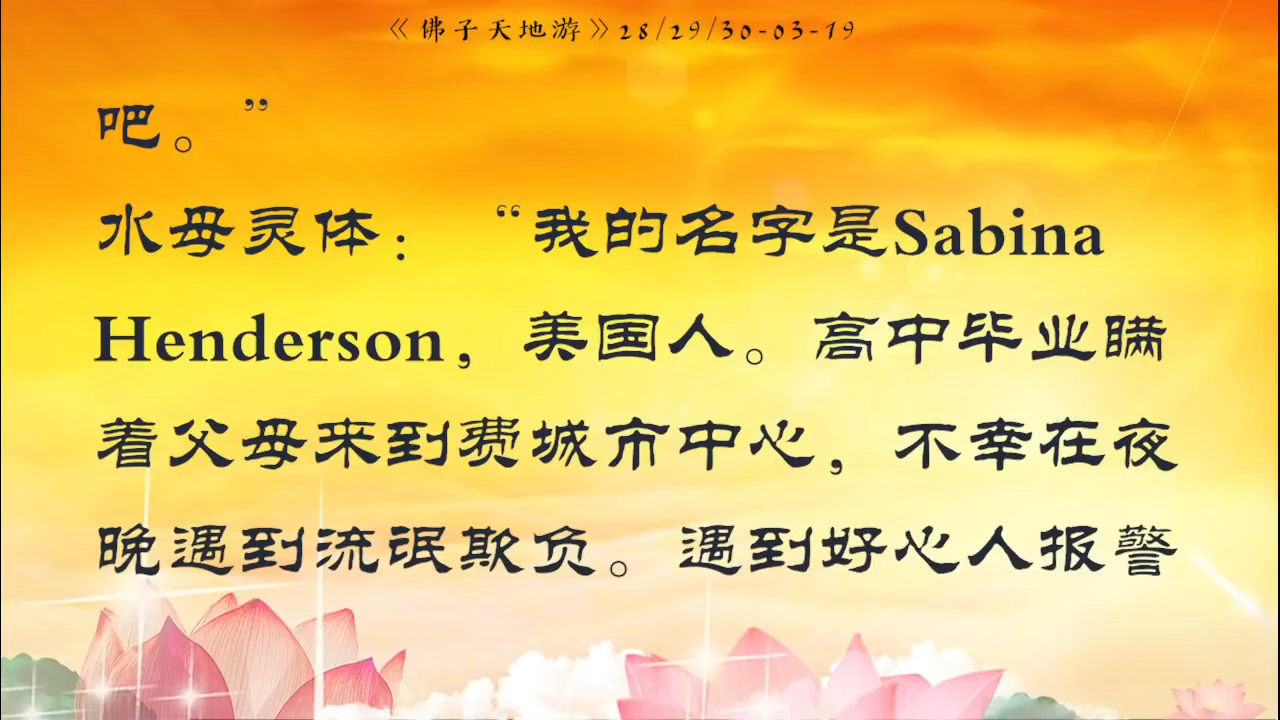 《佛子天地游》28/29/30-03-19
吧。”
水母灵体：“我的名字是Sabina
Henderson，美国人。高中毕业瞒
着父母来到费城市中心，不幸在夜
晚遇到流氓欺负。遇到好心人报警